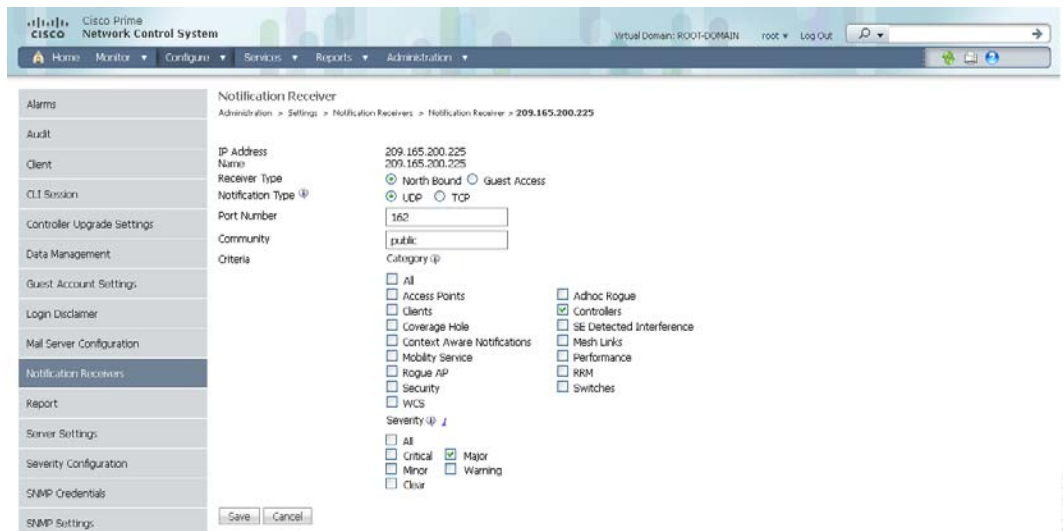 cisco
Cisco Prime
Network Control System
Virtual Domain: ROOT-DOMAIN
root
Log Out
Home
Monitor
Configure
Services
Reports
Administration
Alarms
Audit
Client
CLI Session
Controller Upgrade Settings
Data Management
Guest Account Settings
Login Disclaimer
Mail Server Configuration
Notification Receivers
Report
Server Settings
Severity Configuration
SNMP Credentials
SNMP Settings
Notification Receiver
Administration > Settings > Notification Receivers > Notification Receiver > 209.165.200.225
IP Address 209.165.200.225
Name 209.165.200.225
Receiver Type North Bound Guest Access
Notification Type UDP TCP
Port Number 162
Community public
Criteria Category
All
Access Points Adhoc Rogue
Clients Controllers
Coverage Hole SE Detected Interference
Context Aware Notifications Mesh Links
Mobility Service Performance
Rogue AP RRM
Security Switches
WCS
Severity
All
Critical Major
Minor Warning
Clear
Save Cancel